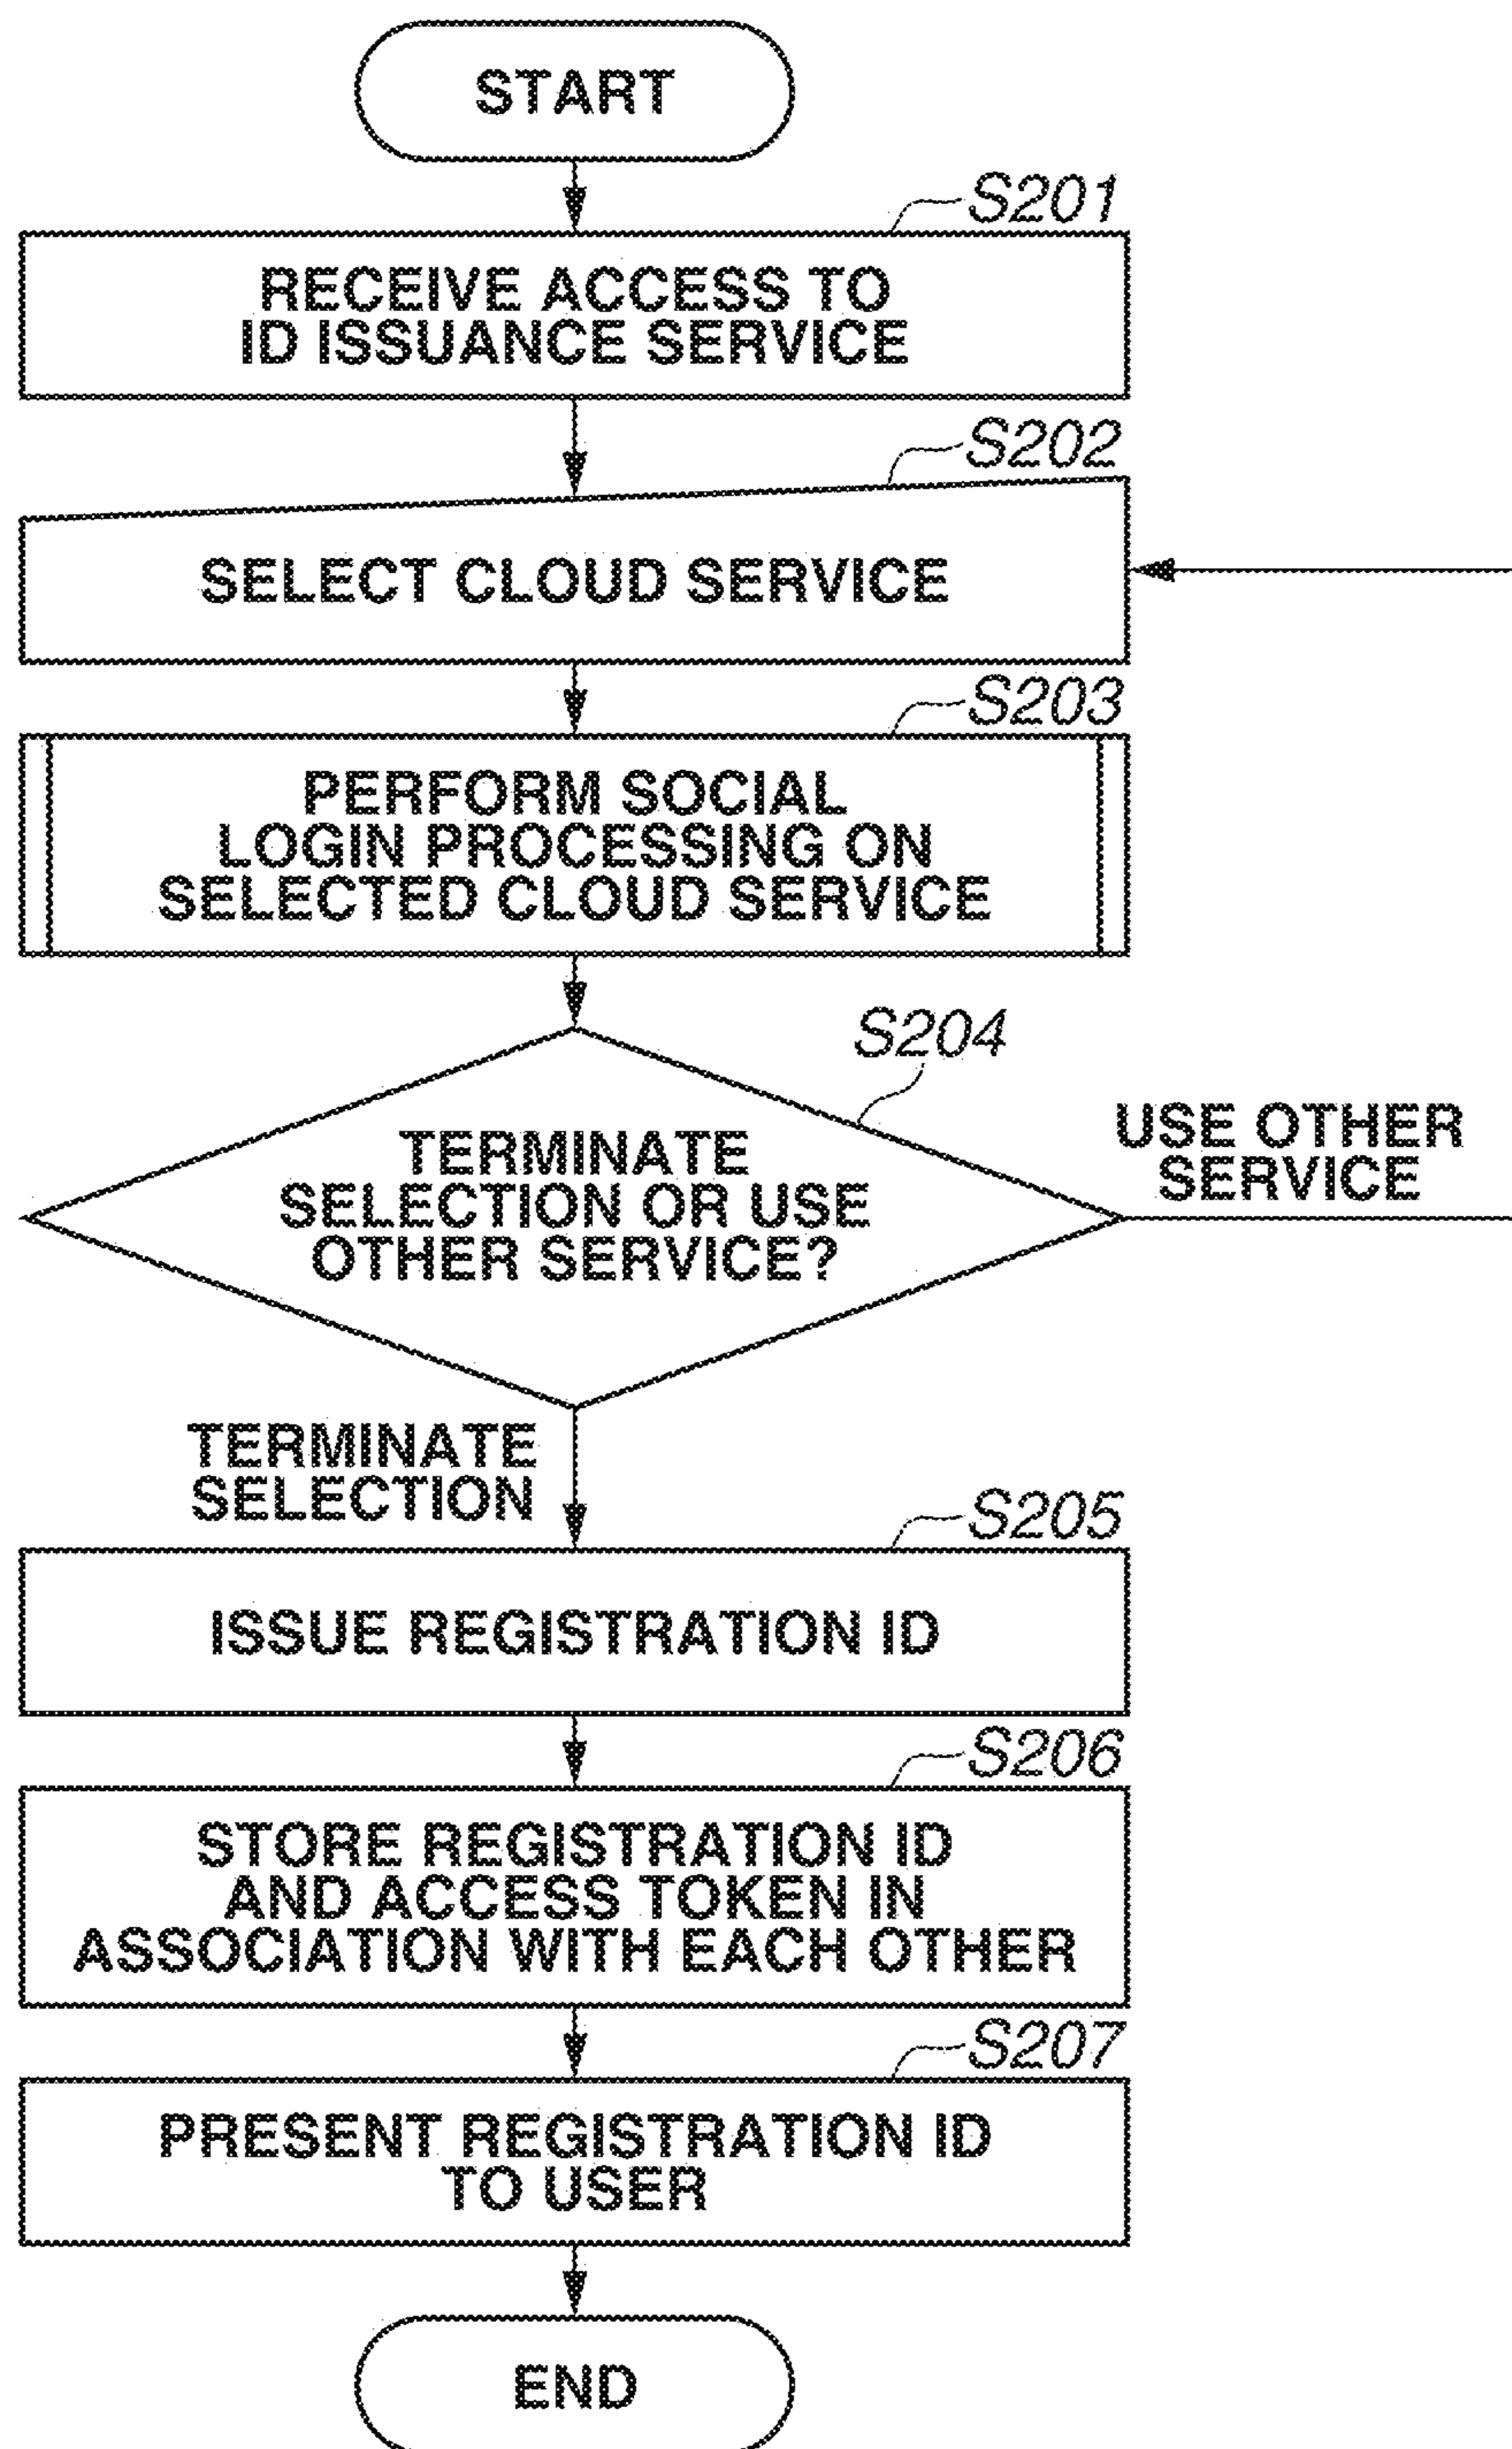 START
S201
RECEIVE ACCESS TO
ID ISSUANCE SERVICE
S202
SELECT CLOUD SERVICE
S203
PERFORM SOCIAL
LOGIN PROCESSING ON
SELECTED CLOUD SERVICE
S204
TERMINATE
SELECTION OR USE
OTHER SERVICE?
USE OTHER
SERVICE
TERMINATE
SELECTION
S205
ISSUE REGISTRATION ID
S206
STORE REGISTRATION ID
AND ACCESS TOKEN IN
ASSOCIATION WITH EACH OTHER
S207
PRESENT REGISTRATION ID
TO USER
END